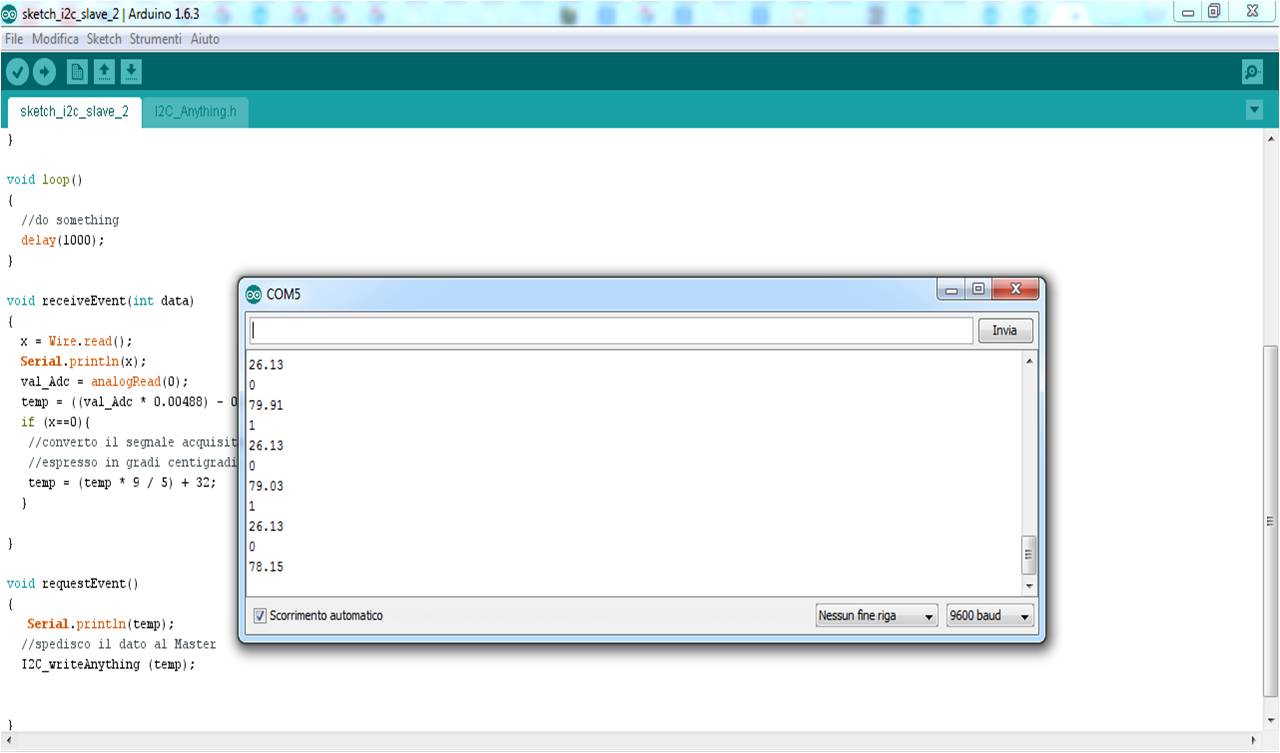 sketch_i2c_slave_2 | Arduino 1.6.3
File Modifica Sketch Strumenti Aiuto
sketch_i2c_slave_2 I2C_Anything.h
}
void loop()
{
//do something
delay(1000);
}
void receiveEvent(int data)
{
x = Wire.read();
Serial.println(x);
val_Adc = analogRead(0);
temp = ((val_Adc * 0.00488) - 0
if (x==0){
//converto il segnale acquisit
//espresso in gradi centigradi
temp = (temp * 9 / 5) + 32;
}
}
void requestEvent()
{
Serial.println(temp);
//spedisco il dato al Master
I2C_writeAnything (temp);
}
COM5
Invia
26.13
0
79.91
1
26.13
0
79.03
1
26.13
0
78.15
Scorrimento automatico
Nessun fine riga
9600 baud